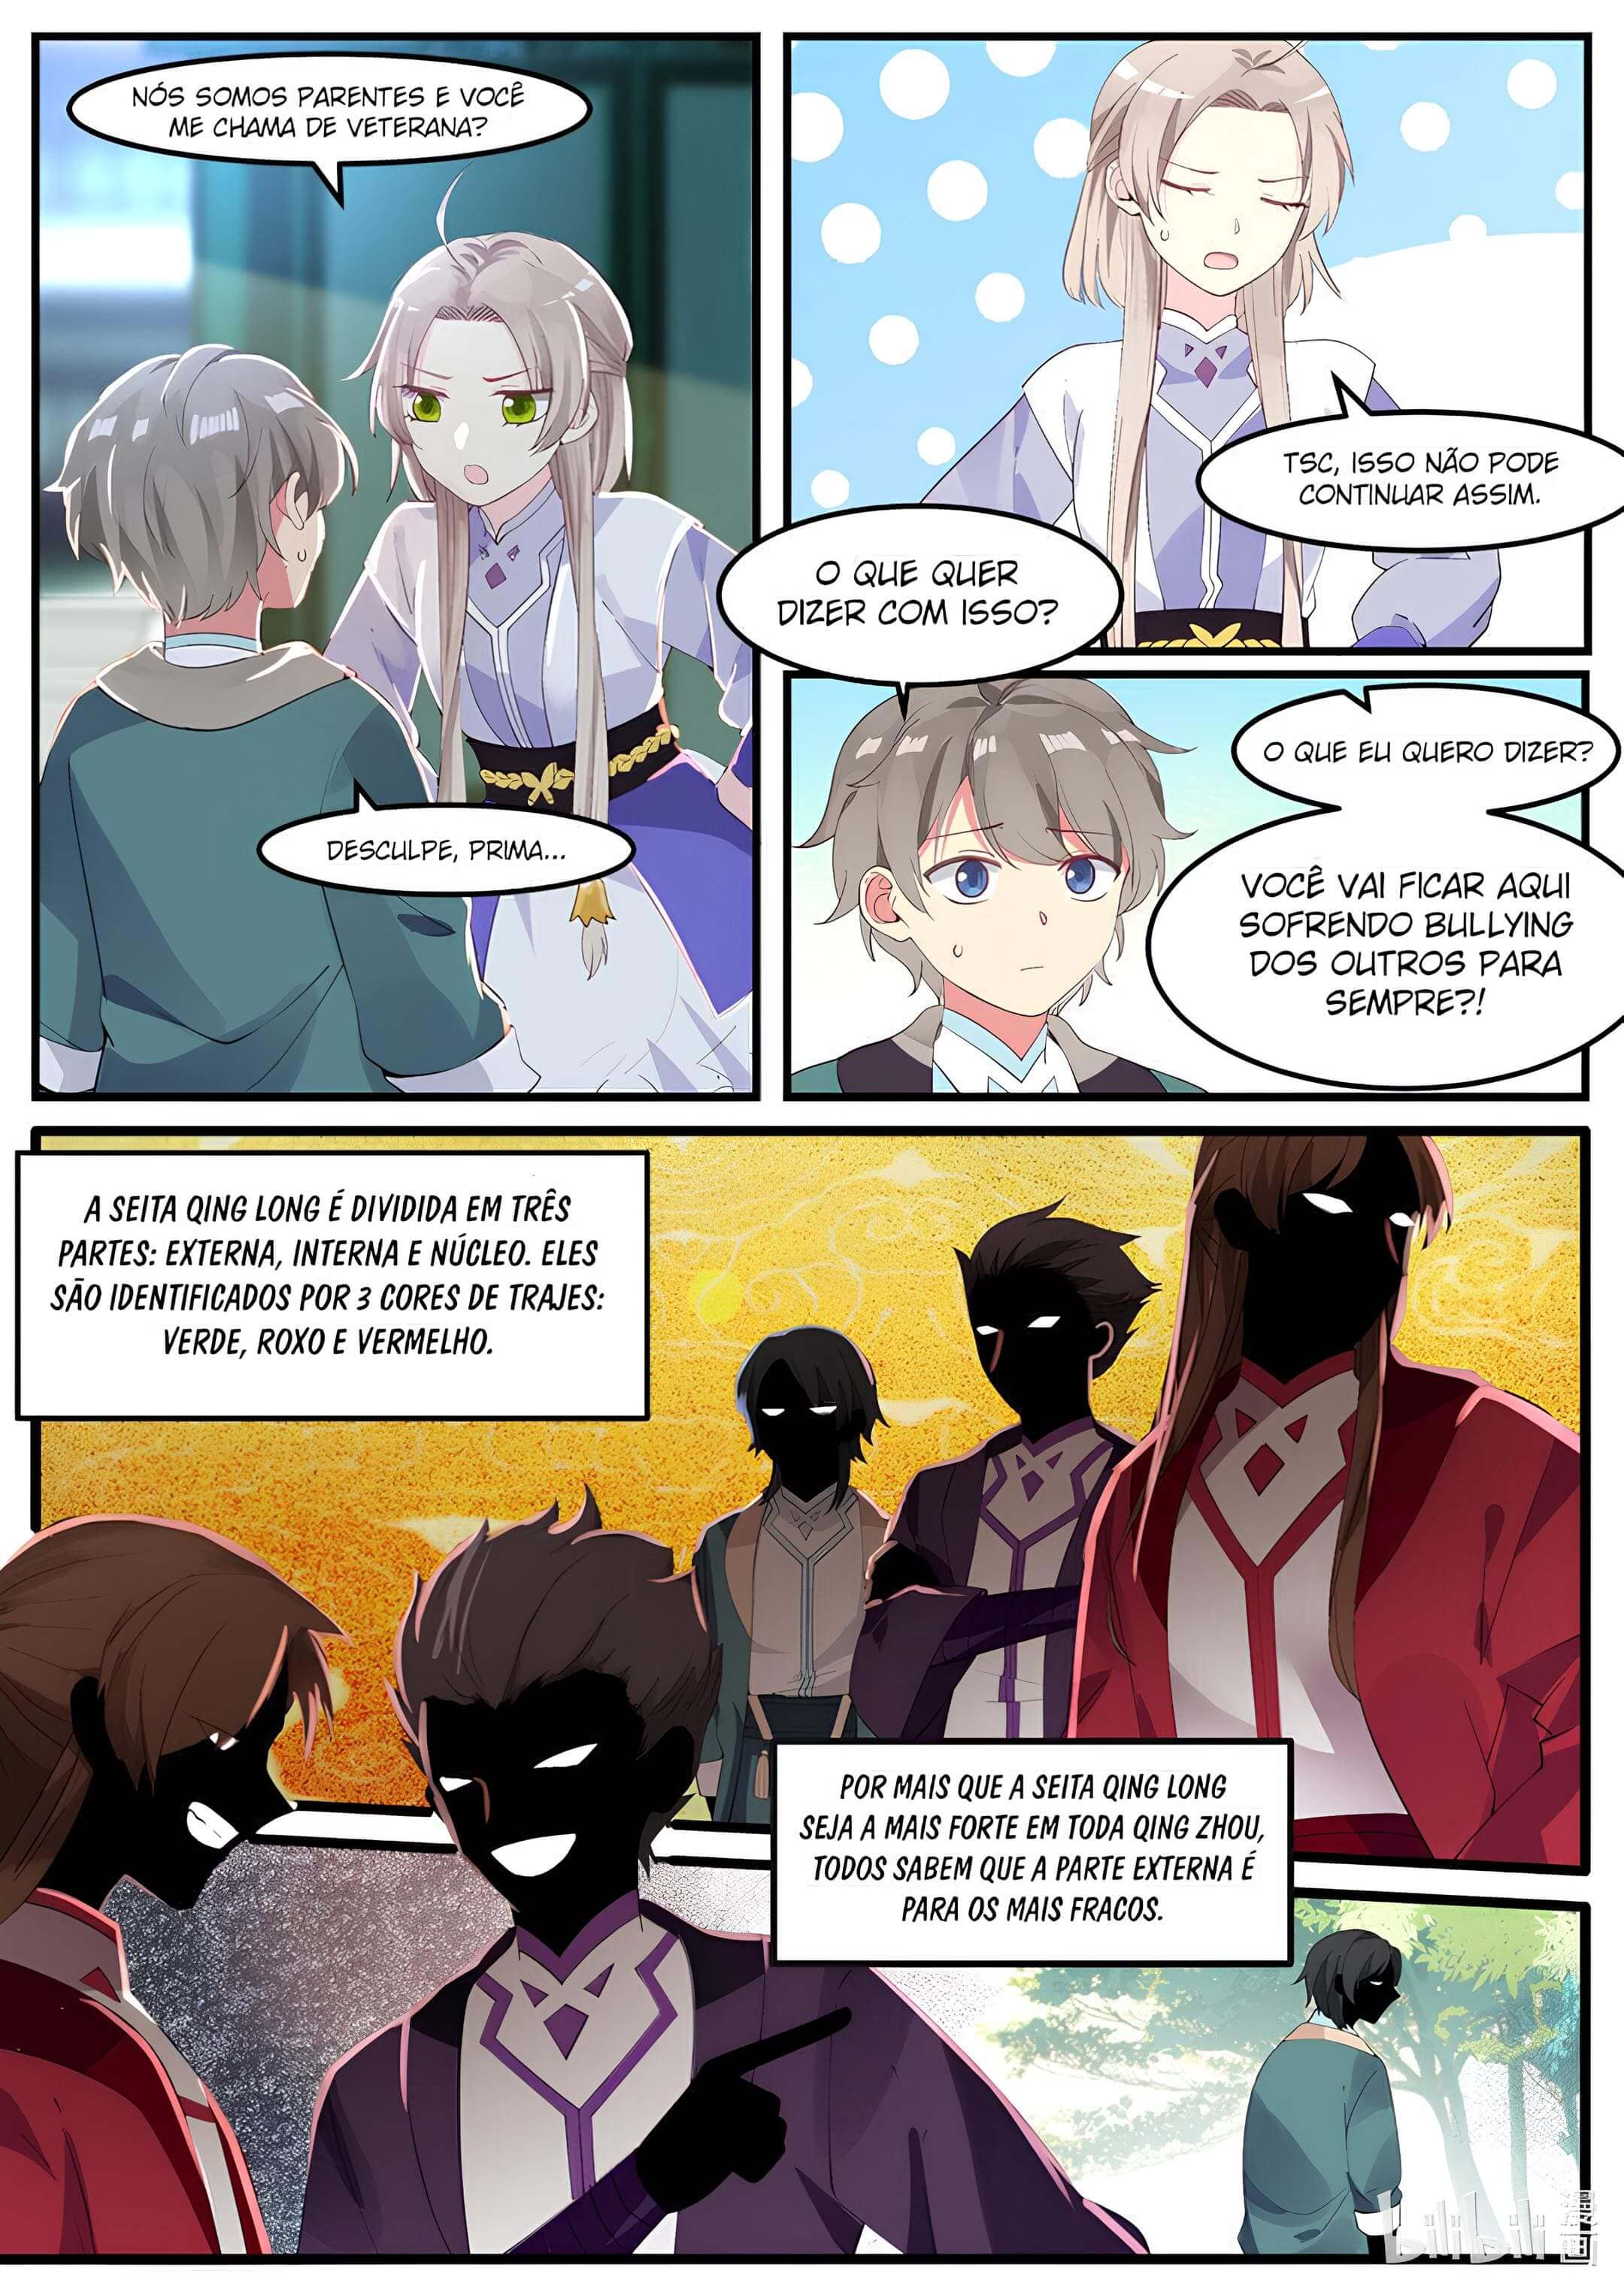 NÓS SOMOS PARENTES E VOCÊ
ME CHAMA DE VETERANA?
DESCULPE, PRIMA...
TSC, ISSO NÃO PODE
CONTINUAR ASSIM.
O QUE QUER
DIZER COM ISSO?
O QUE EU QUERO DIZER?
VOCÊ VAI FICAR AQUI
SOFRENDO BULLYING
DOS OUTROS PARA
SEMPRE?!
A SEITA QING LONG É DIVIDIDA EM TRÊS
PARTES: EXTERNA, INTERNA E NÚCLEO. ELES
SÃO IDENTIFICADOS POR 3 CORES DE TRAJES:
VERDE, ROXO E VERMELHO.
POR MAIS QUE A SEITA QING LONG
SEJA A MAIS FORTE EM TODA QING ZHOU,
TODOS SABEM QUE A PARTE EXTERNA É
PARA OS MAIS FRACOS.
bilibili 漫画